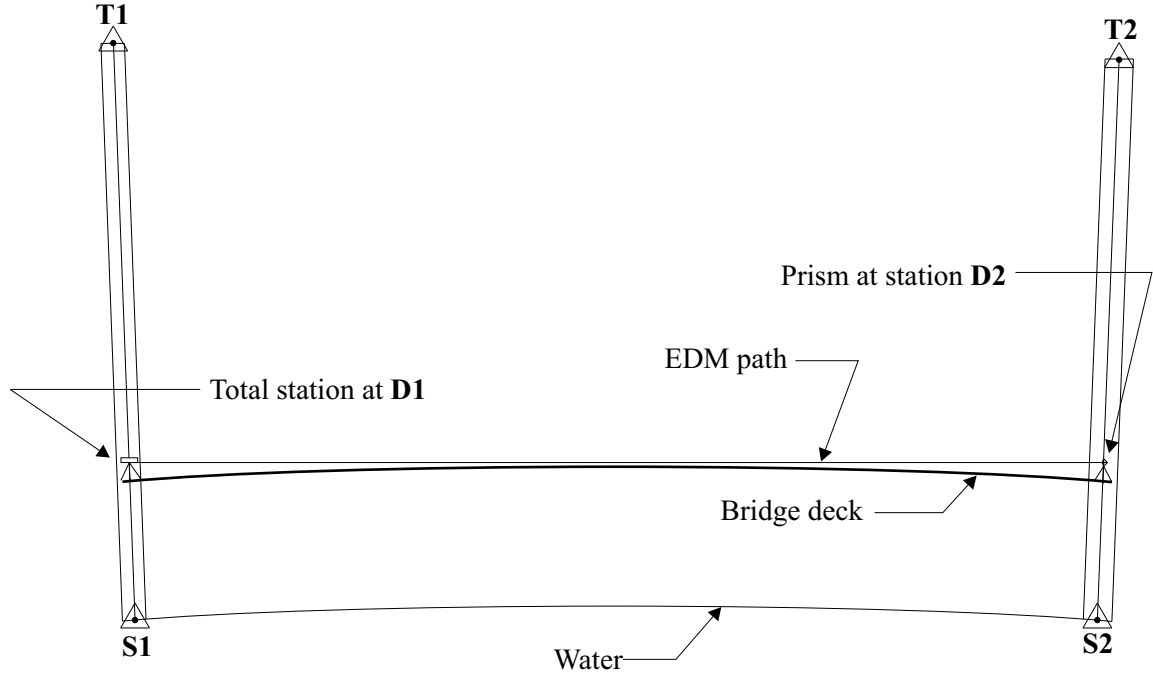 T1
T2
Prism at station D2
EDM path
Total station at D1
Bridge deck
S1
S2
Water